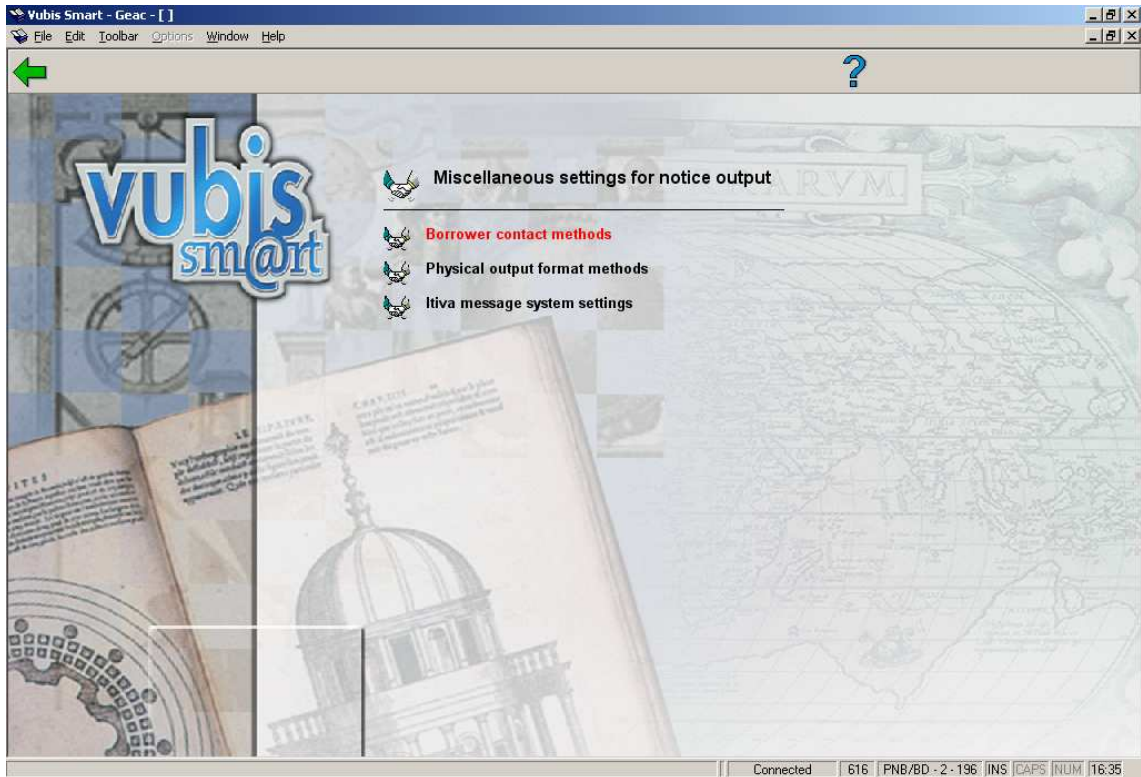 Vubis Smart - Geac - [ ]
File Edit Toolbar Options Window Help
?
vubis
sm@rt
Miscellaneous settings for notice output
Borrower contact methods
Physical output format methods
Itiva message system settings
Connected 616 PNB/BD - 2 - 196 INS CAPS NUM 16:35